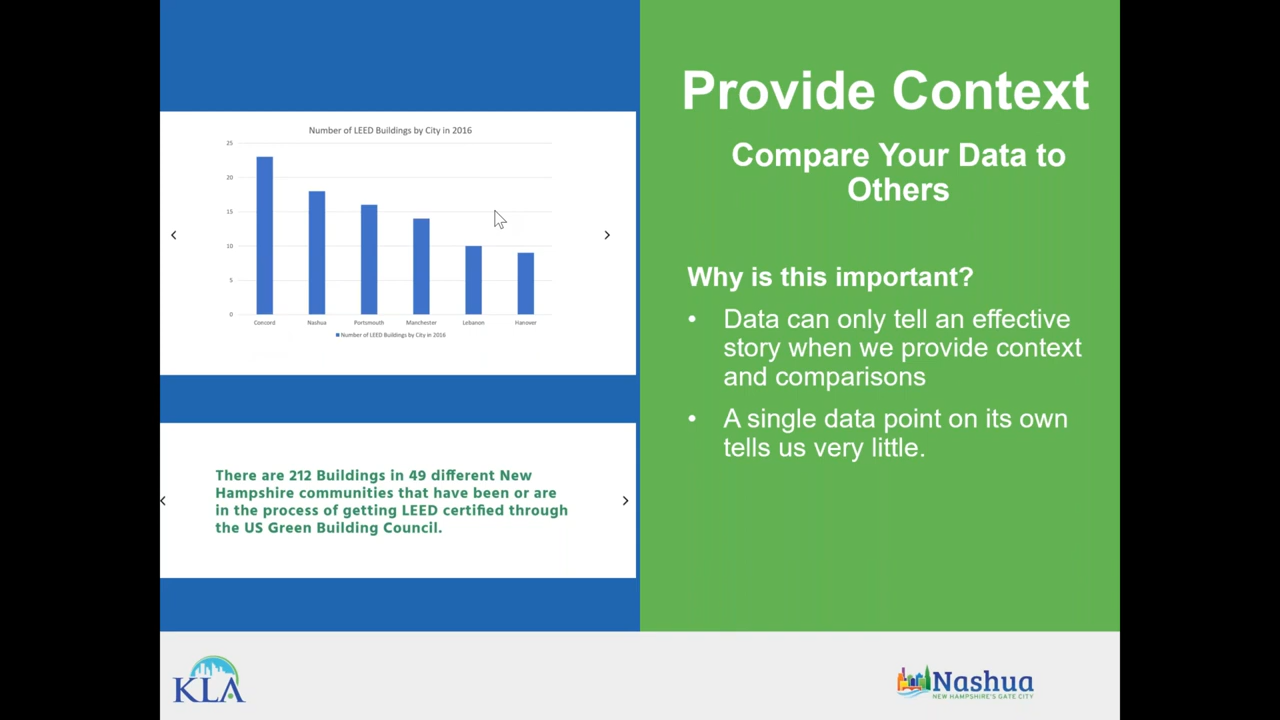 Number of LEED Buildings by City in 2016
25
20
15
10
5
0
Concord Nashua Portsmouth Manchester Lebanon Hanover
Number of LEED Buildings by City in 2016
There are 212 Buildings in 49 different New
Hampshire communities that have been or are
in the process of getting LEED certified through
the US Green Building Council.
Provide Context
Compare Your Data to
Others
Why is this important?
• Data can only tell an effective
story when we provide context
and comparisons
• A single data point on its own
tells us very little.
KLA
Nashua
NEW HAMPSHIRE'S GATE CITY